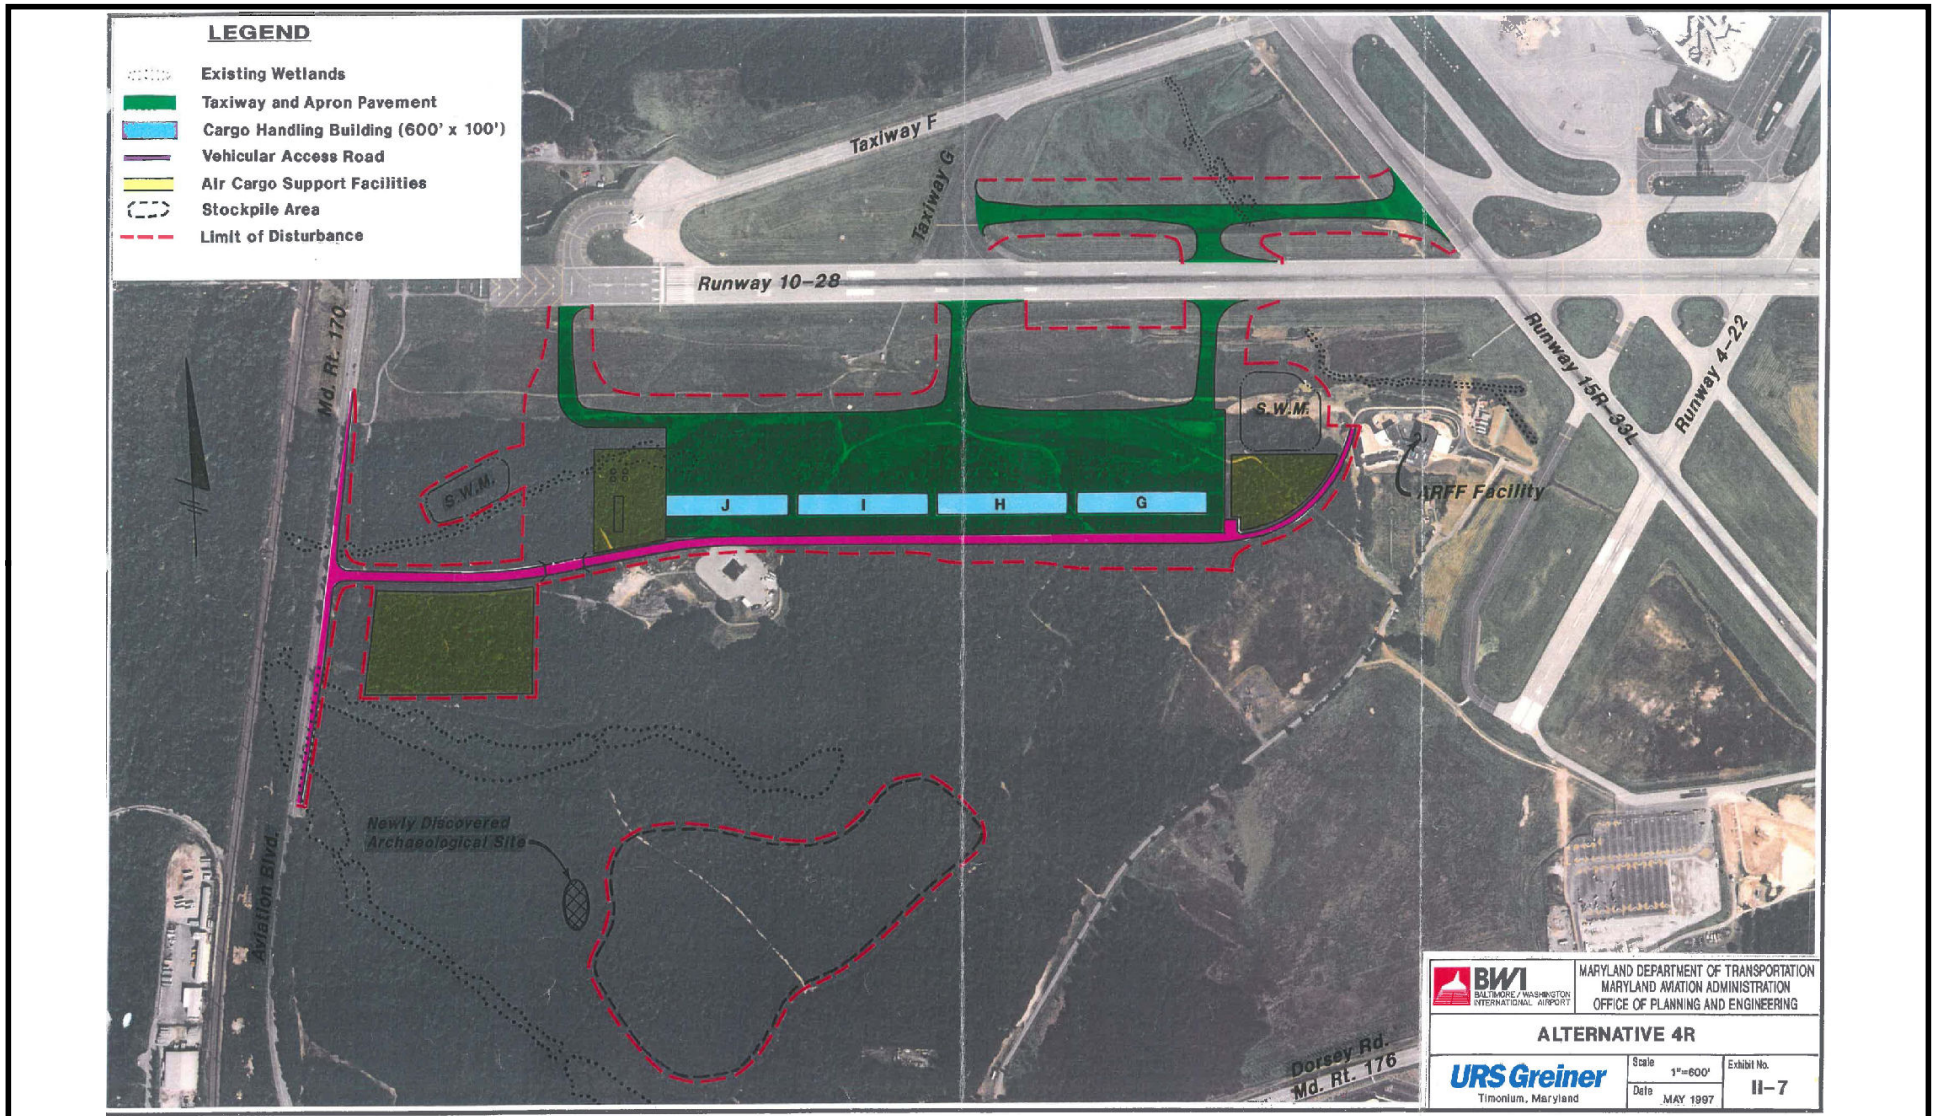 LEGEND
Existing Wetlands
Taxiway and Apron Pavement
Cargo Handling Building (600' x 100')
Vehicular Access Road
Air Cargo Support Facilities
Stockpile Area
Limit of Disturbance
Taxiway F
Taxiway G
Runway 10-28
Md. Rt. 170
Runway 15R-33L
Runway 4-22
S.W.M.
S.W.M.
ARFF Facility
J
I
H
G
Newly Discovered
Archaeological Site
Aviation Blvd.
Dorsey Rd.
Md. Rt. 176
BWI
BALTIMORE / WASHINGTON
INTERNATIONAL AIRPORT
MARYLAND DEPARTMENT OF TRANSPORTATION
MARYLAND AVIATION ADMINISTRATION
OFFICE OF PLANNING AND ENGINEERING
ALTERNATIVE 4R
URS Greiner
Timonium, Maryland
Scale
1"=600'
Date
MAY 1997
Exhibit No.
II-7